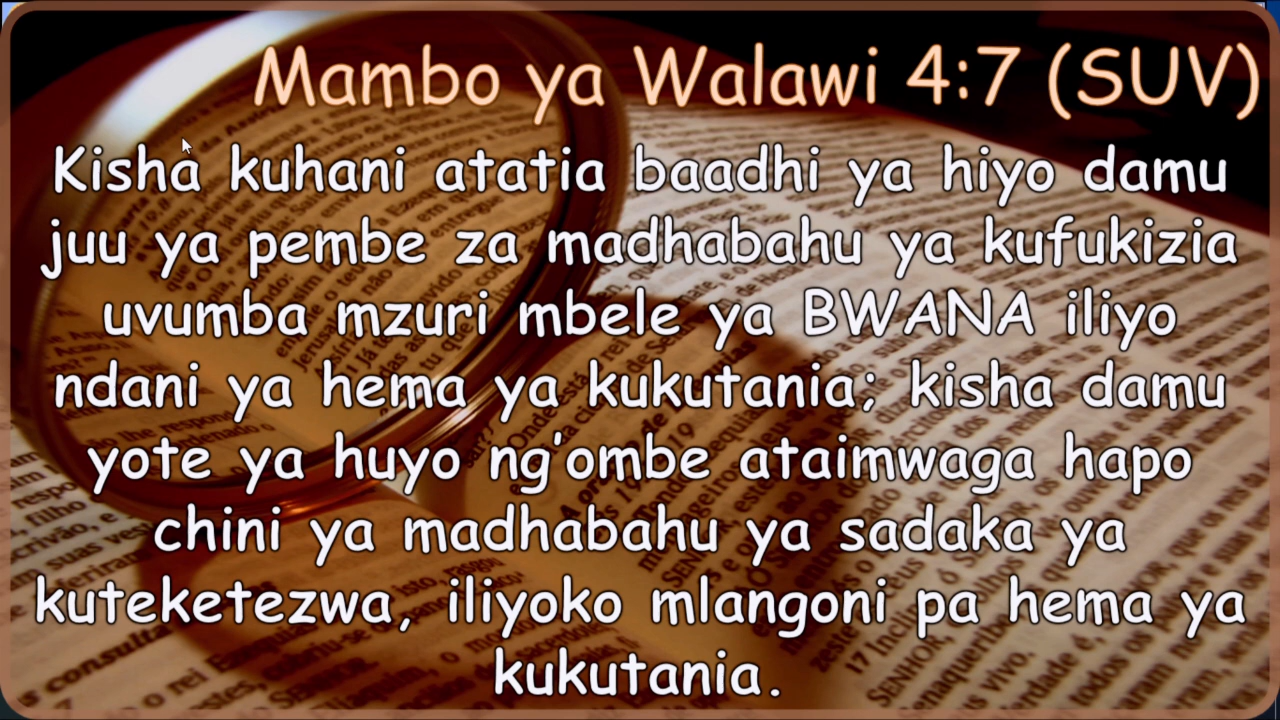 Mambo ya Walawi 4:7 (SUV)
Kisha kuhani atatia baadhi ya hiyo damu
juu ya pembe za madhabahu ya kufukizia
uvumba mzuri mbele ya BWANA iliyo
ndani ya hema ya kukutania; kisha damu
yote ya huyo ng'ombe ataimwaga hapo
chini ya madhabahu ya sadaka ya
kuteketezwa, iliyoko mlangoni pa hema ya
kukutania.